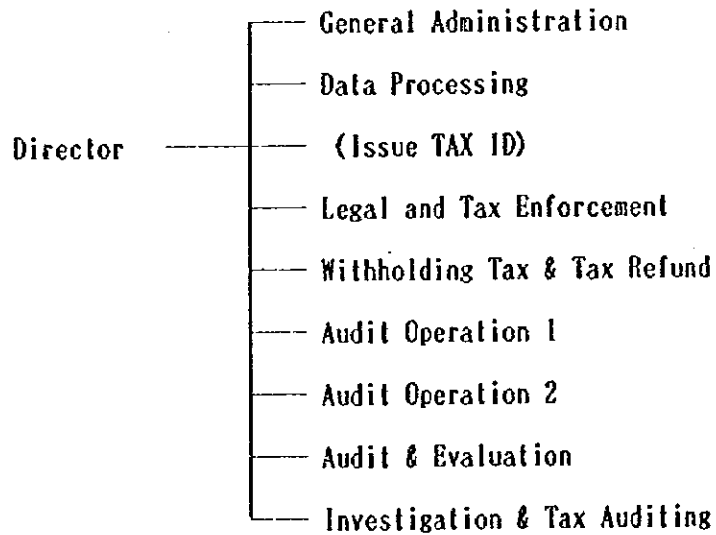 General Administration
Data Processing
Director
(Issue TAX ID)
Legal and Tax Enforcement
Withholding Tax & Tax Refund
Audit Operation 1
Audit Operation 2
Audit & Evaluation
Investigation & Tax Auditing